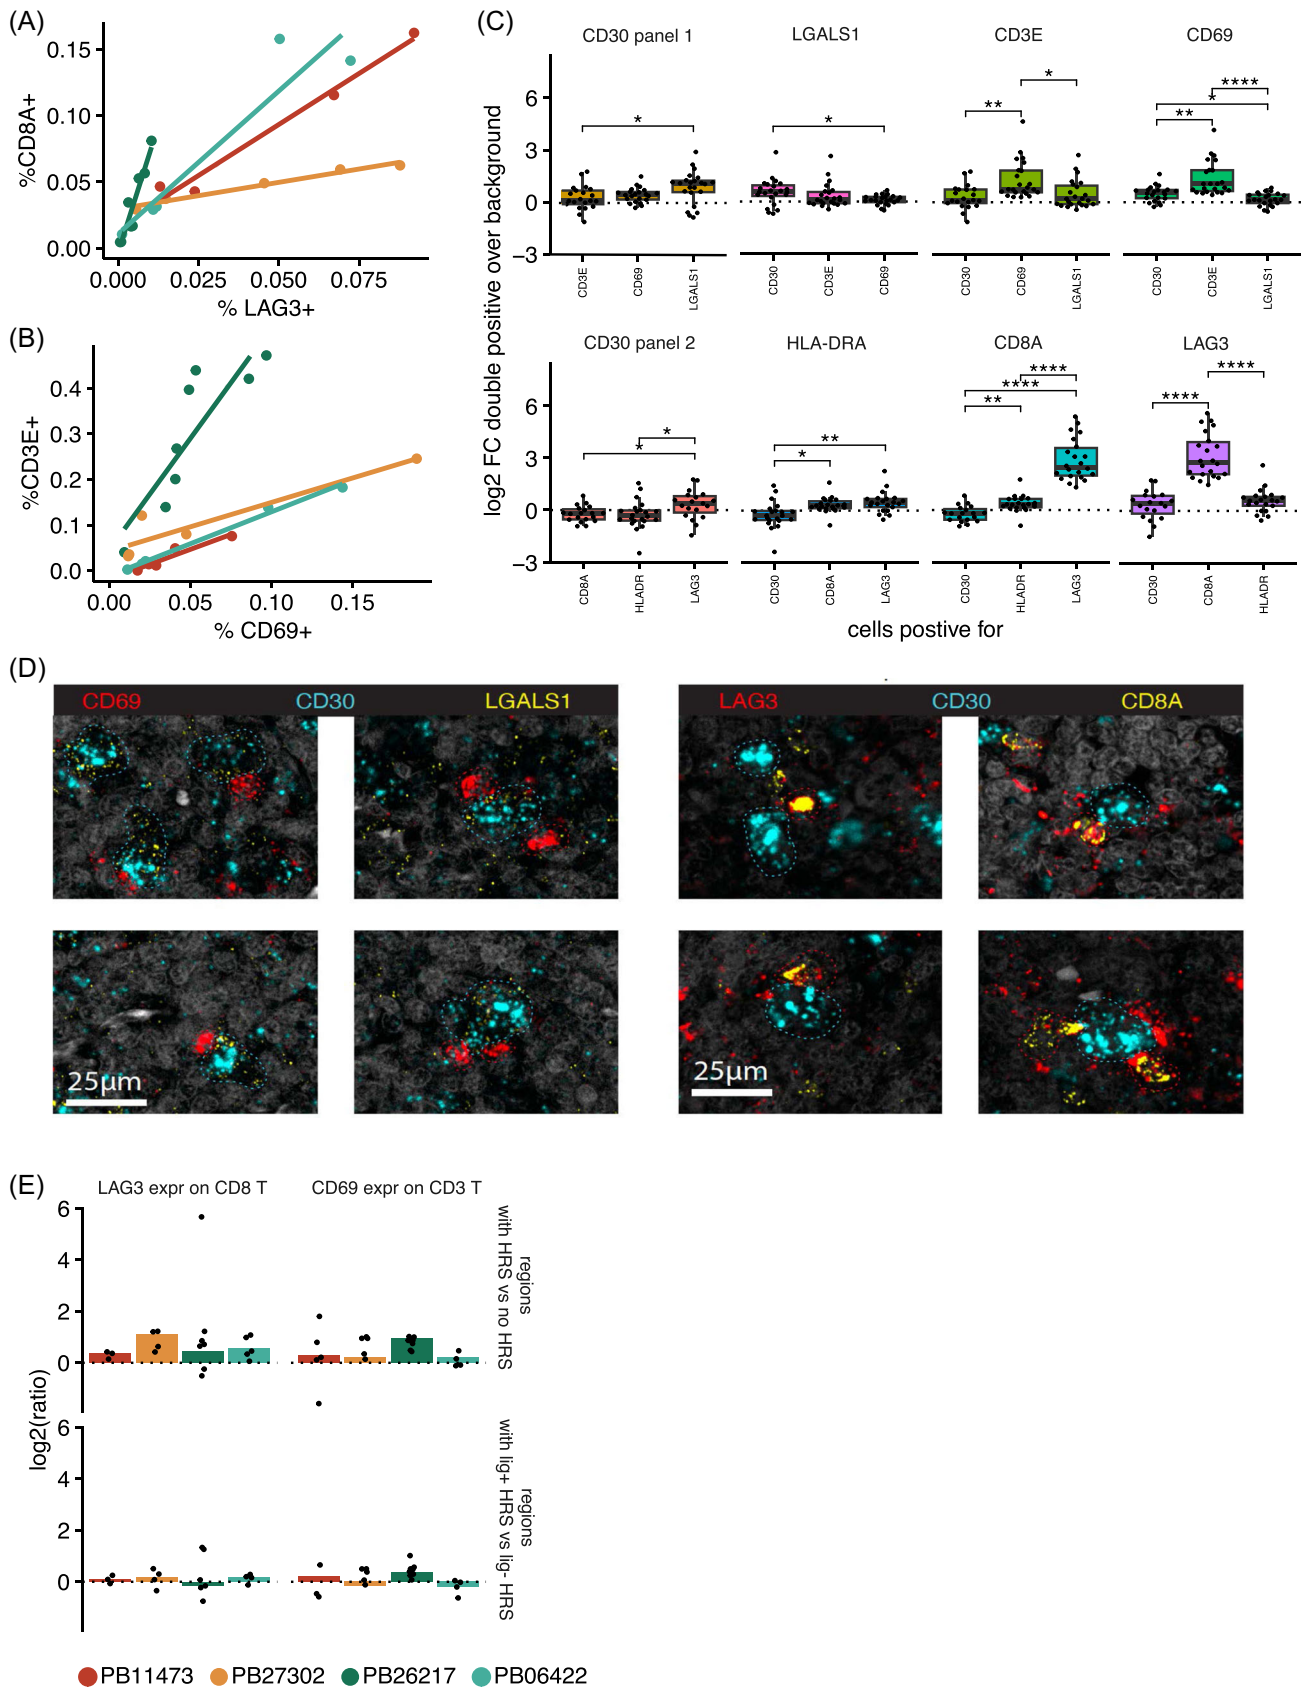 (A)
%CD8A+
0.15
0.10
0.05
0.00
0.000 0.025 0.050 0.075
% LAG3+
(B)
%CD3E+
0.4
0.3
0.2
0.1
0.0
0.00 0.05 0.10 0.15
% CD69+
(C)
log2 FC double positive over background
CD30 panel 1 LGALS1 CD3E CD69
6
3
0
−3
* * ** * ** * ****
CD3E CD69 LGALS1 CD30 CD3E CD69 CD30 CD69 LGALS1 CD30 CD3E LGALS1
CD30 panel 2 HLA-DRA CD8A LAG3
6
3
0
−3
* * * ** ** **** **** **** ****
CD8A HLADR LAG3 CD30 CD8A LAG3 CD30 HLADR LAG3 CD30 CD8A HLADR
cells postive for
(D)
CD69 CD30 LGALS1
LAG3 CD30 CD8A
25μm
25μm
(E)
LAG3 expr on CD8 T CD69 expr on CD3 T
log2(ratio)
6
4
2
0
regions
with HRS vs no HRS
6
4
2
0
regions
with lig+ HRS vs lig- HRS
PB11473 PB27302 PB26217 PB06422